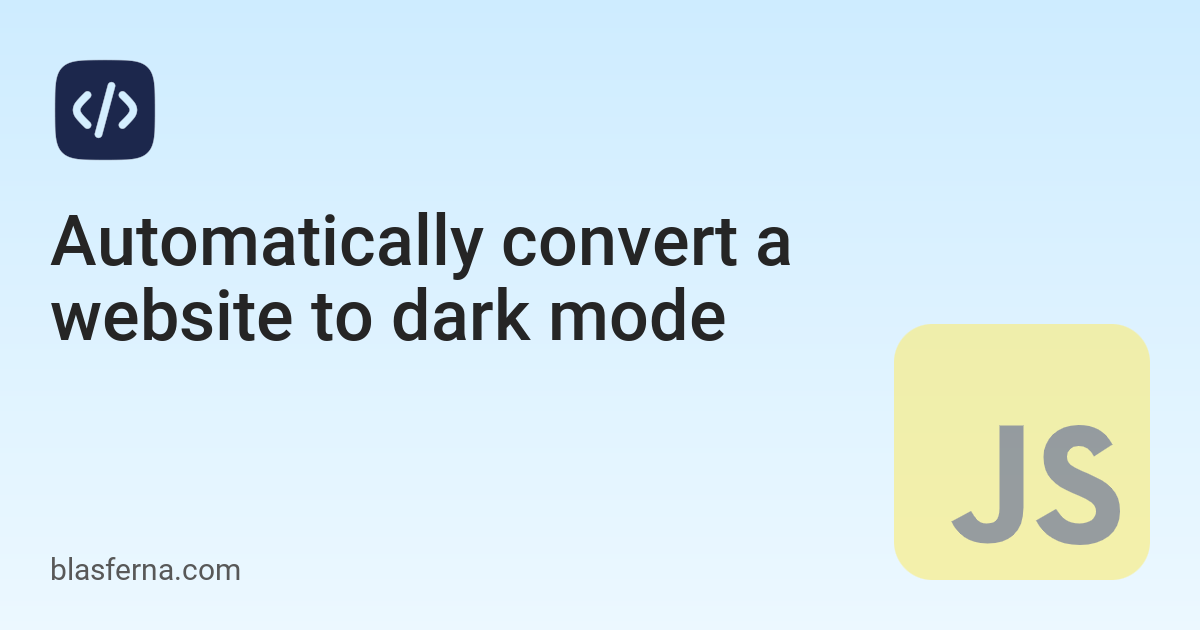 </>
Automatically convert a
website to dark mode
JS
blasferna.com